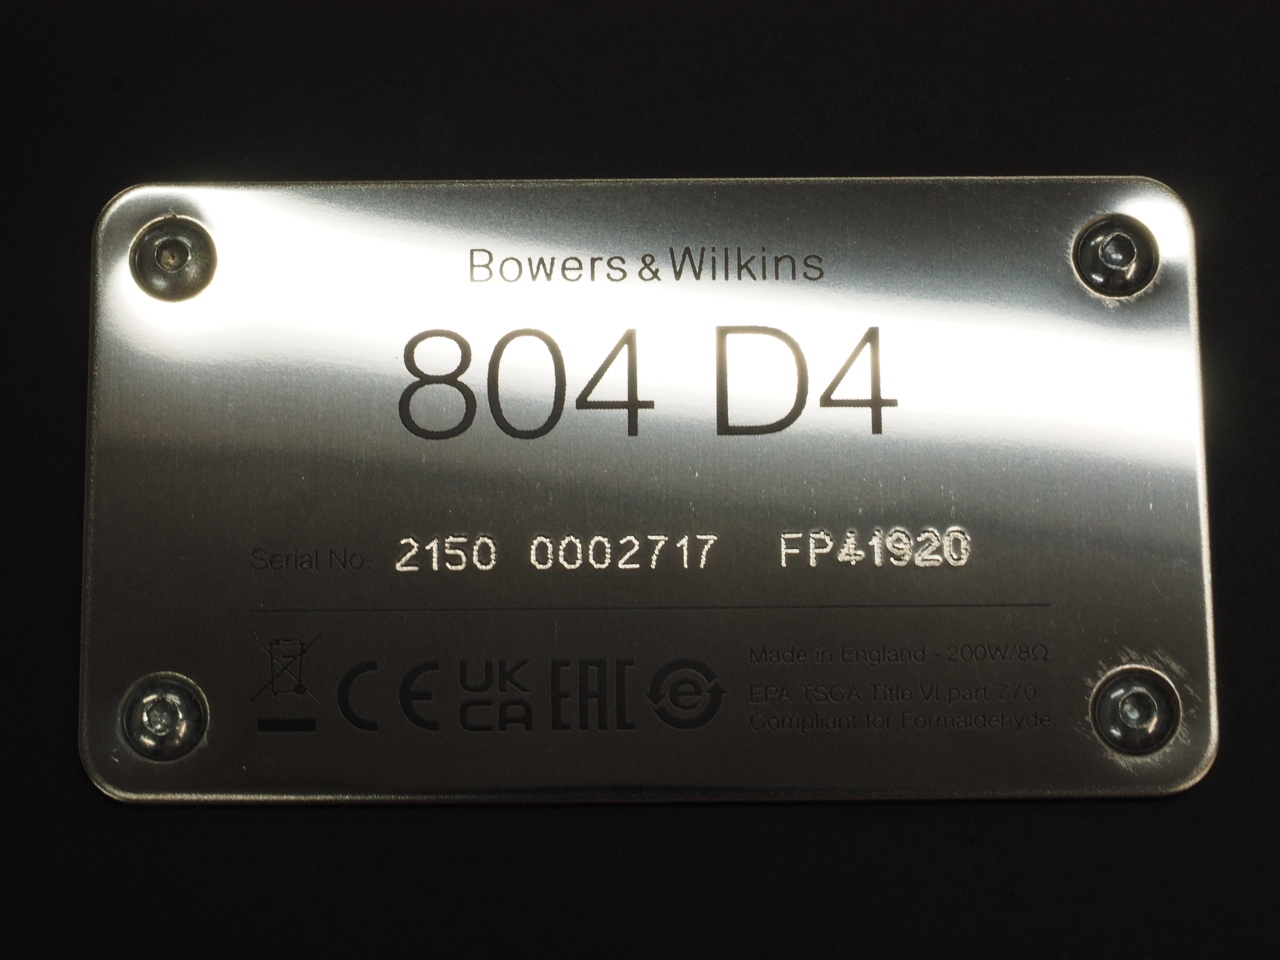 Bowers & Wilkins
804 D4
Serial No. 2150 0002717 FP41920
CE UK CA EAC e
Made in England - 200W/8Ω
EPA TSCA Title VI part 770
Compliant for Formaldehyde.